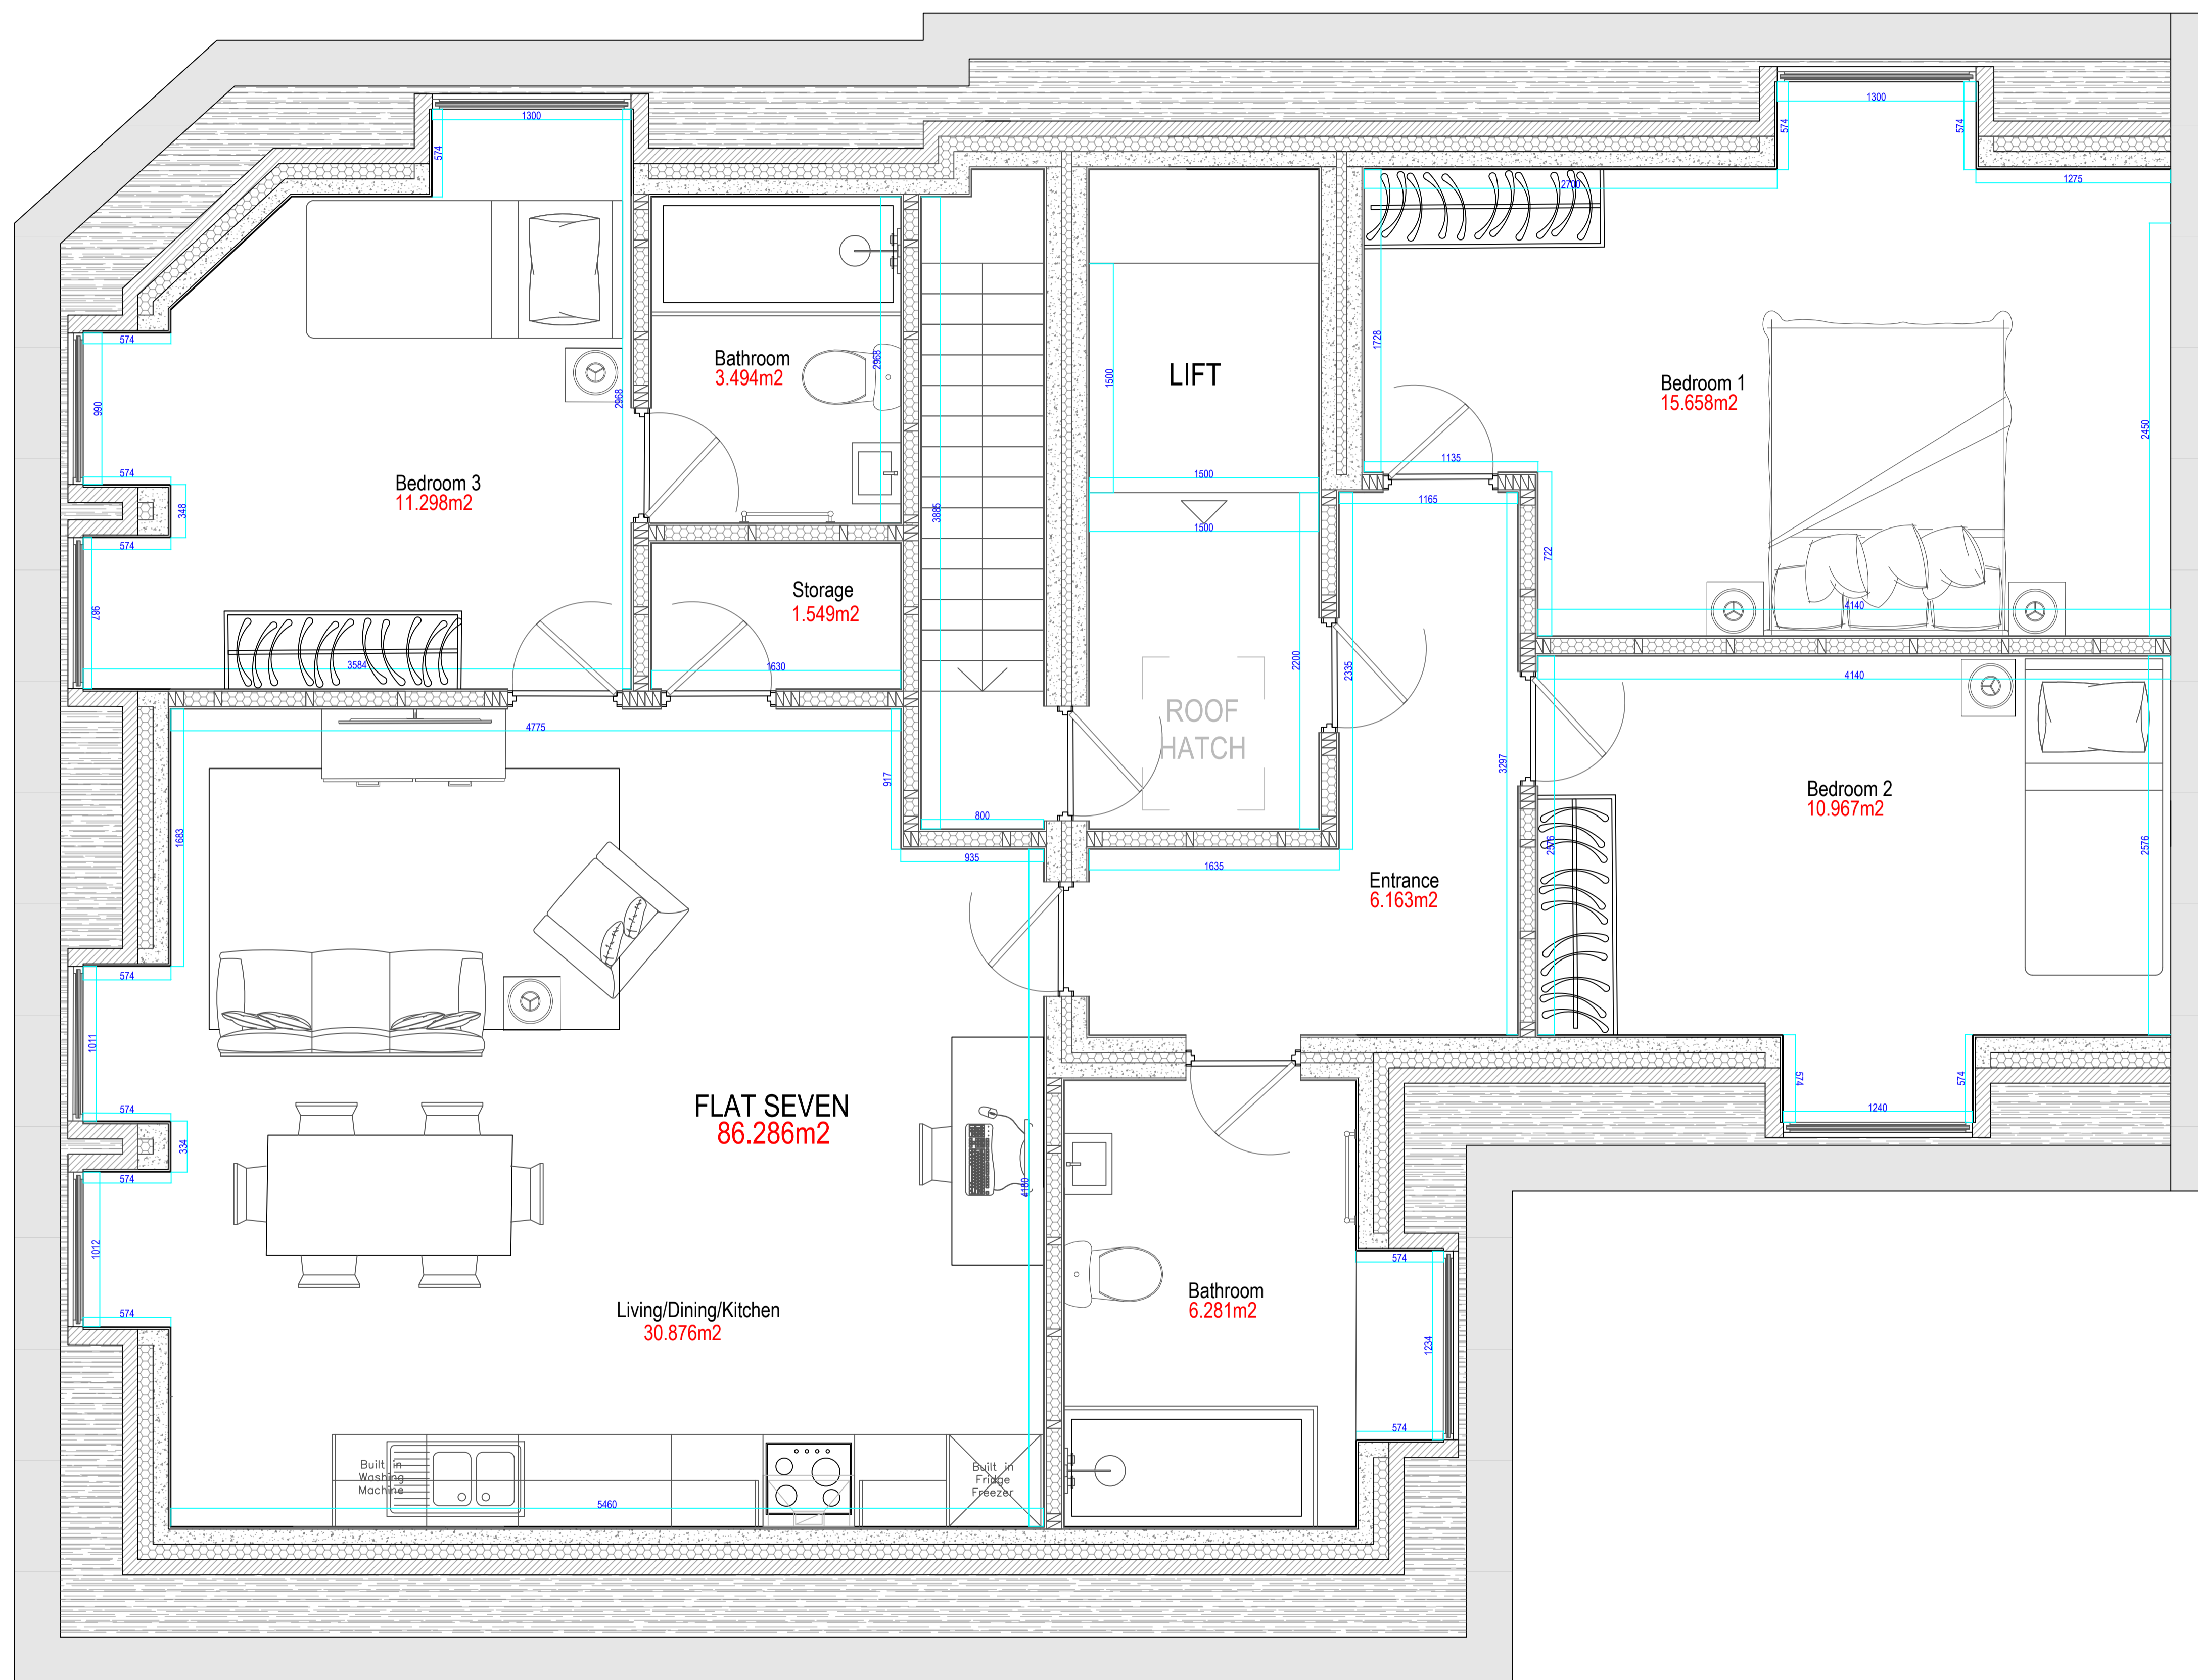 1300
1300
574
574
574
2700
1275
Bathroom
3.494m2
2968
2968
LIFT
1500
1728
Bedroom 1
15.658m2
2450
574
990
574
348
574
987
Bedroom 3
11.298m2
3885
1500
1500
1135
1165
722
Storage
1.549m2
4140
3584
1630
2200
2335
4140
ROOF
HATCH
4775
917
3297
1683
800
935
1635
Bedroom 2
10.967m2
2576
2576
Entrance
6.163m2
574
1011
574
334
574
1012
574
574
574
1240
FLAT SEVEN
86.286m2
4180
Living/Dining/Kitchen
30.876m2
Bathroom
6.281m2
574
1234
574
Built in
Washing
Machine
Built in
Fridge
Freezer
5460